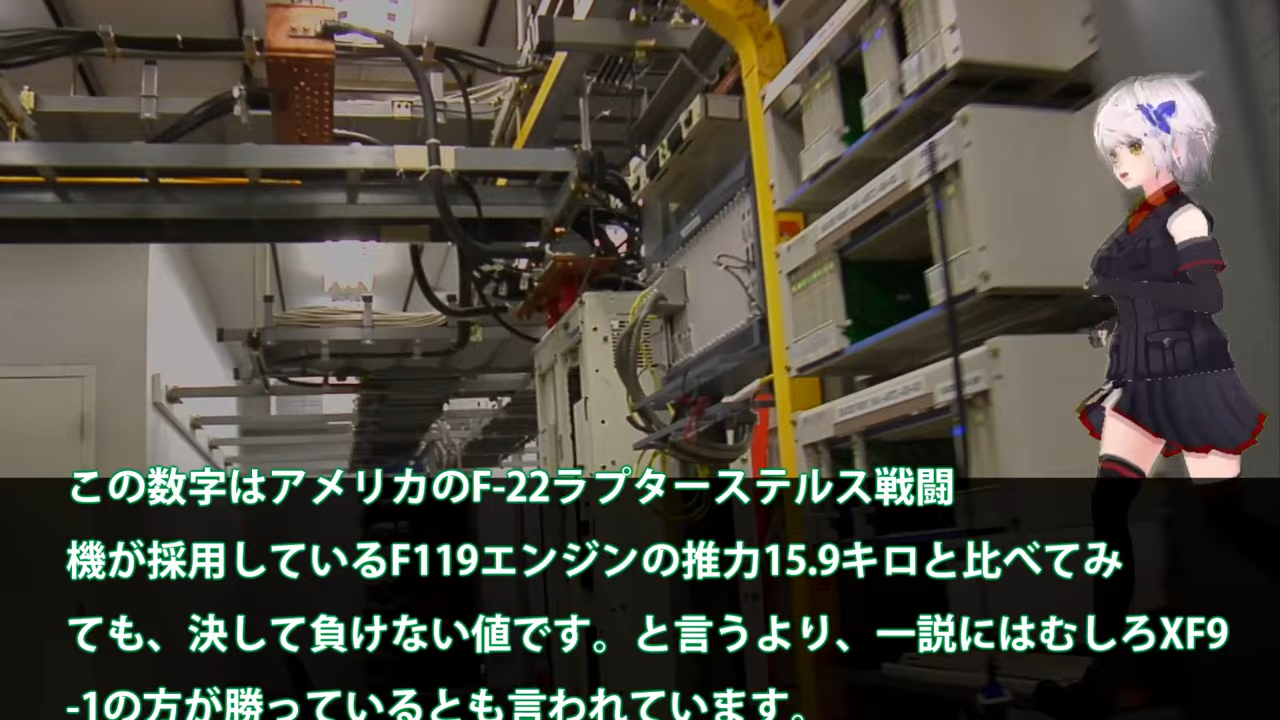 この数字はアメリカのF-22ラプターステルス戦闘
機が採用しているF119エンジンの推力15.9キロと比べてみ
ても、決して負けない値です。と言うより、一説にはむしろXF9
-1の方が勝っているとも言われています。